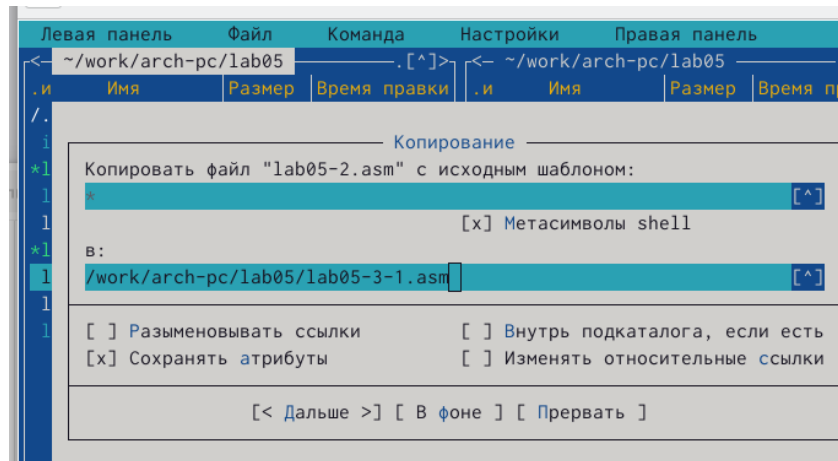 Левая панель Файл Команда Настройки Правая панель
<— ~/work/arch-pc/lab05 .[^]> <— ~/work/arch-pc/lab05
.и Имя Размер Время правки .и Имя Размер Время п
/.
i
Копирование
*l Копировать файл "lab05-2.asm" с исходным шаблоном:
l * [^]
l [x] Метасимволы shell
*l в:
l /work/arch-pc/lab05/lab05-3-1.asm [^]
l
l [ ] Разыменовывать ссылки [ ] Внутрь подкаталога, если есть
[x] Сохранять атрибуты [ ] Изменять относительные ссылки
[< Дальше >] [ В фоне ] [ Прервать ]